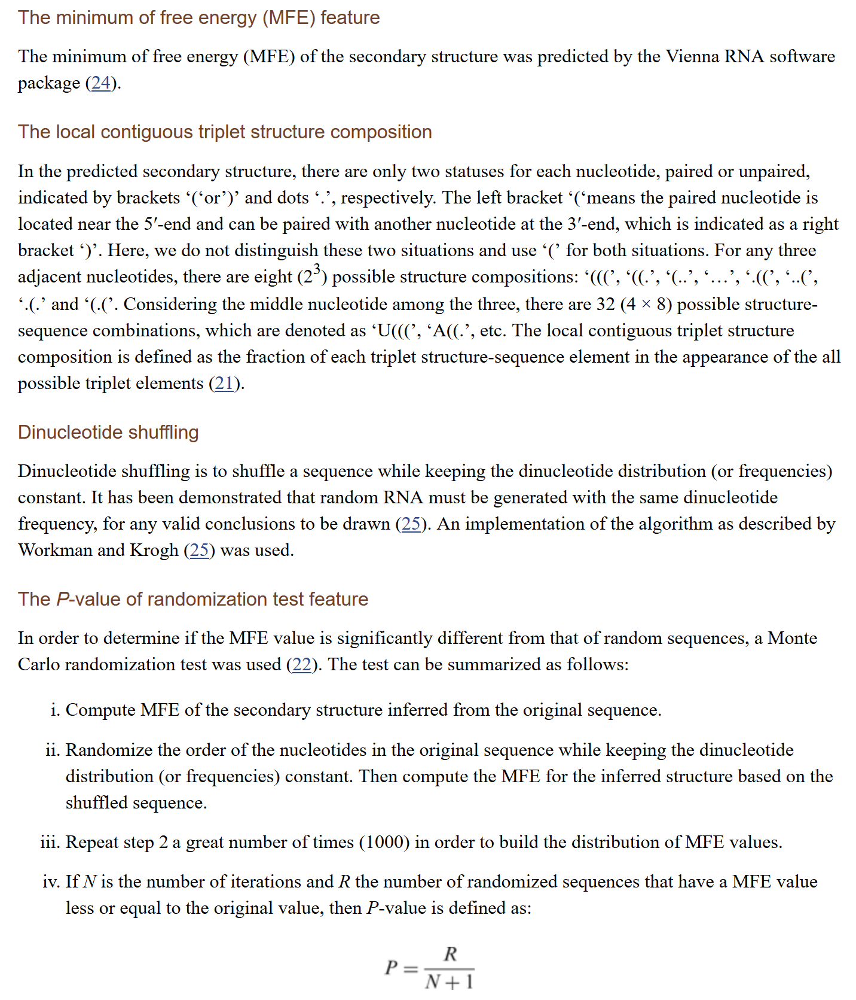 The minimum of free energy (MFE) feature
The minimum of free energy (MFE) of the secondary structure was predicted by the Vienna RNA software
package (24).
The local contiguous triplet structure composition
In the predicted secondary structure, there are only two statuses for each nucleotide, paired or unpaired,
indicated by brackets ‘(‘or’)’ and dots ‘.’, respectively. The left bracket ‘(‘means the paired nucleotide is
located near the 5′-end and can be paired with another nucleotide at the 3′-end, which is indicated as a right
bracket ‘)’. Here, we do not distinguish these two situations and use ‘(’ for both situations. For any three
adjacent nucleotides, there are eight (2³) possible structure compositions: ‘(((’, ‘((.’, ‘(..’, ‘…’, ‘.((’, ‘..(’,
‘.(.’ and ‘(.(’. Considering the middle nucleotide among the three, there are 32 (4 × 8) possible structure-
sequence combinations, which are denoted as ‘U(((’, ‘A((.’, etc. The local contiguous triplet structure
composition is defined as the fraction of each triplet structure-sequence element in the appearance of the all
possible triplet elements (21).
Dinucleotide shuffling
Dinucleotide shuffling is to shuffle a sequence while keeping the dinucleotide distribution (or frequencies)
constant. It has been demonstrated that random RNA must be generated with the same dinucleotide
frequency, for any valid conclusions to be drawn (25). An implementation of the algorithm as described by
Workman and Krogh (25) was used.
The P-value of randomization test feature
In order to determine if the MFE value is significantly different from that of random sequences, a Monte
Carlo randomization test was used (22). The test can be summarized as follows:
i. Compute MFE of the secondary structure inferred from the original sequence.
ii. Randomize the order of the nucleotides in the original sequence while keeping the dinucleotide
distribution (or frequencies) constant. Then compute the MFE for the inferred structure based on the
shuffled sequence.
iii. Repeat step 2 a great number of times (1000) in order to build the distribution of MFE values.
iv. If N is the number of iterations and R the number of randomized sequences that have a MFE value
less or equal to the original value, then P-value is defined as:
P = R / (N + 1)